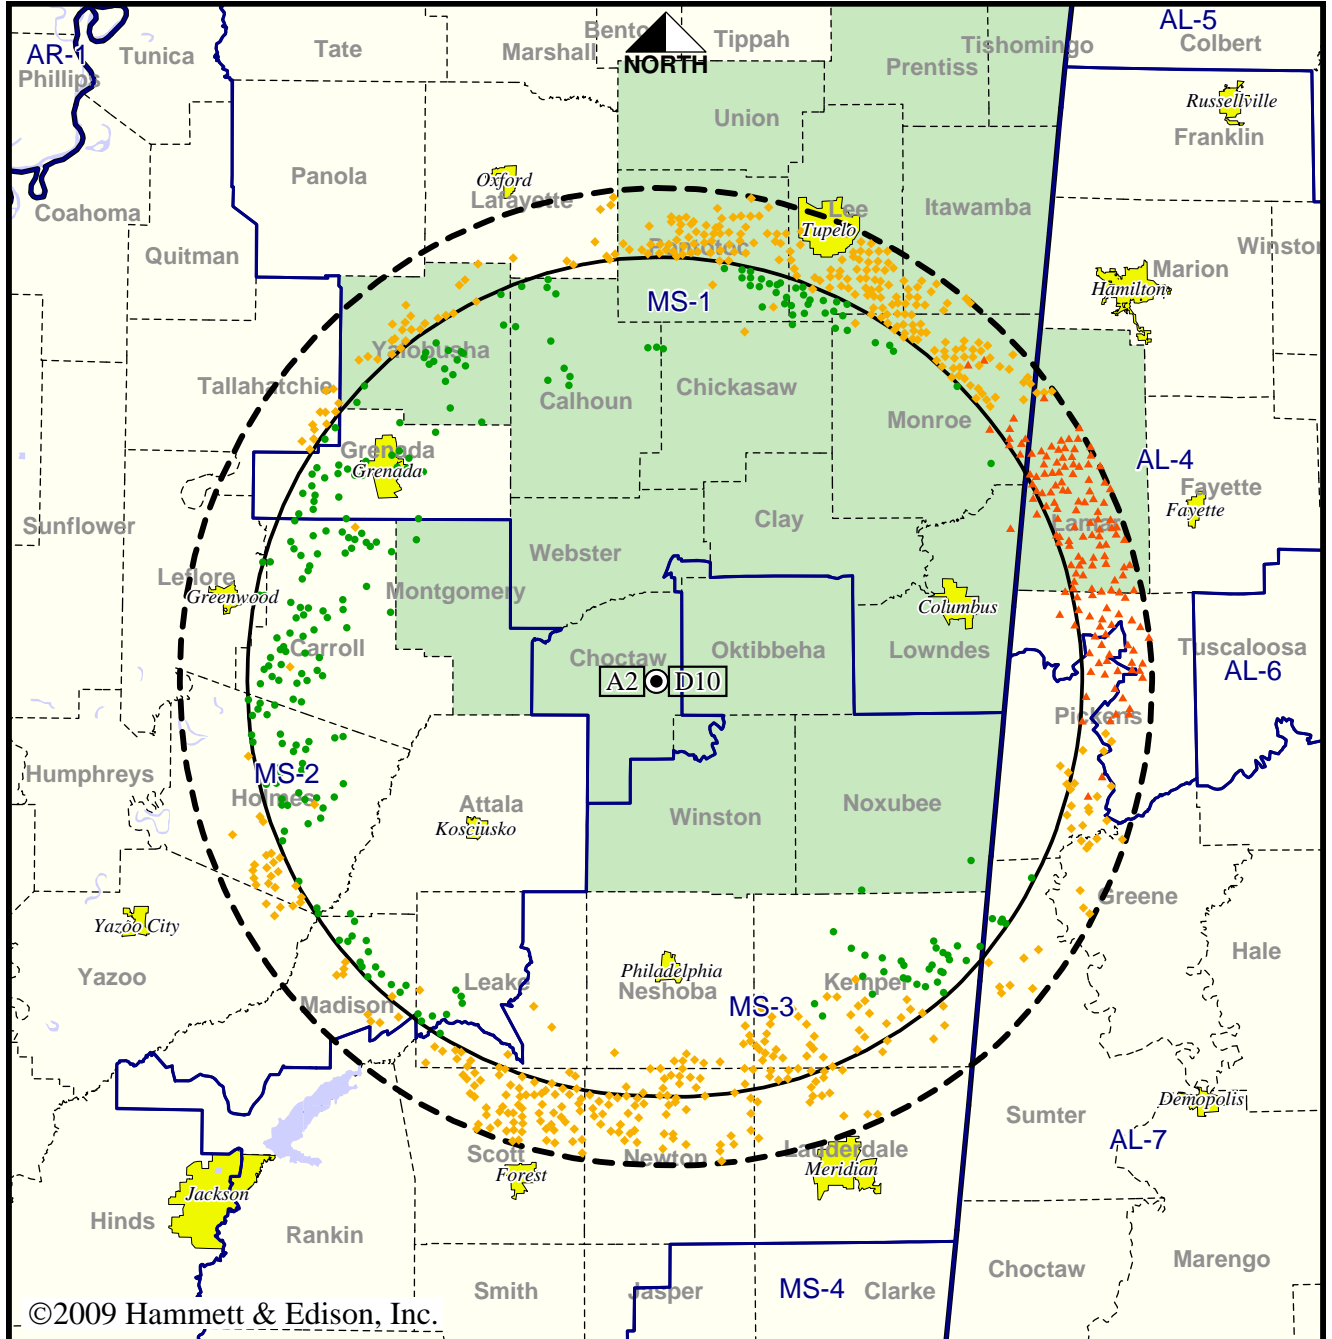 AR-1
Tunica
Phillips
Tate
Marshall
Bento
Tippah
NORTH
Tishomingo
Prentiss
AL-5
Colbert
Russellville
Franklin
Union
Panola
Oxford
Lafayette
Coahoma
Quitman
Lee
Tupelo
Itawamba
Pontotoc
Winston
Marion
Hamilton
MS-1
Yalobusha
Tallahatchie
Calhoun
Chickasaw
Monroe
Grenada
Grenada
AL-4
Fayette
Fayette
Sunflower
Clay
Lamar
Webster
Leflore
Greenwood
Montgomery
Columbus
Carroll
Choctaw
Oktibbeha
Lowndes
Tuscaloosa
AL-6
A2
D10
Pickens
Humphreys
MS-2
Holmes
Attala
Kosciusko
Winston
Noxubee
Greene
Yazoo City
Hale
Yazoo
Leake
Philadelphia
Neshoba
Kemper
Madison
MS-3
Demopolis
Sumter
AL-7
Scott
Forest
Newton
Lauderdale
Meridian
Jackson
Hinds
Rankin
Choctaw
Marengo
Smith
Jasper
MS-4
Clarke
©2009 Hammett & Edison, Inc.